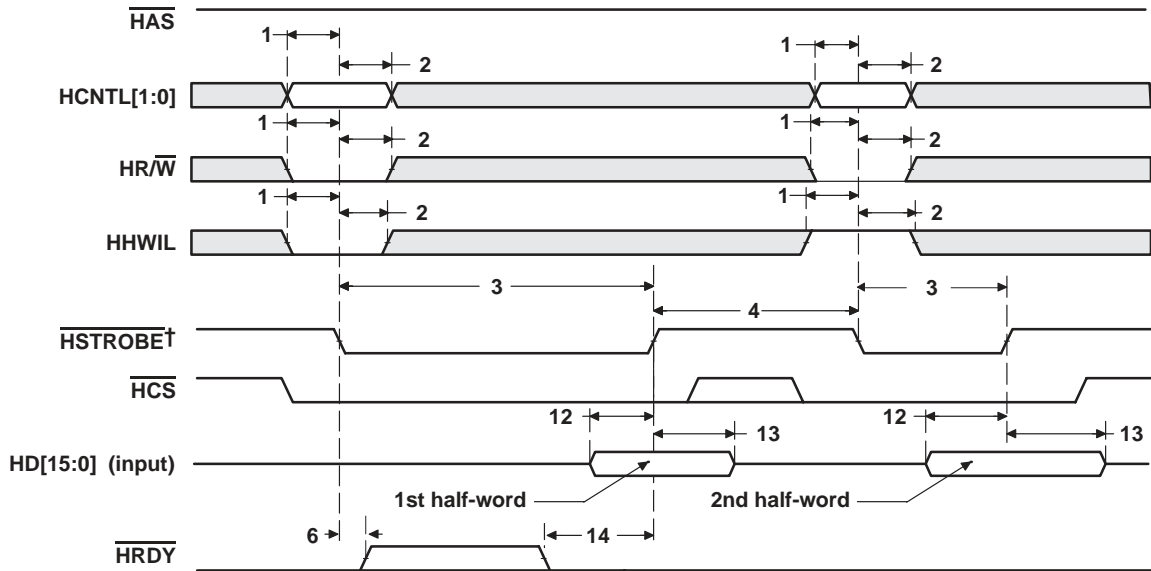 HAS
1
1
2
2
HCNTL[1:0]
1
1
2
2
HR/W
1
1
2
2
HHWIL
3
3
4
HSTROBE†
HCS
12
12
13
13
HD[15:0] (input)
1st half-word
2nd half-word
6
14
HRDY